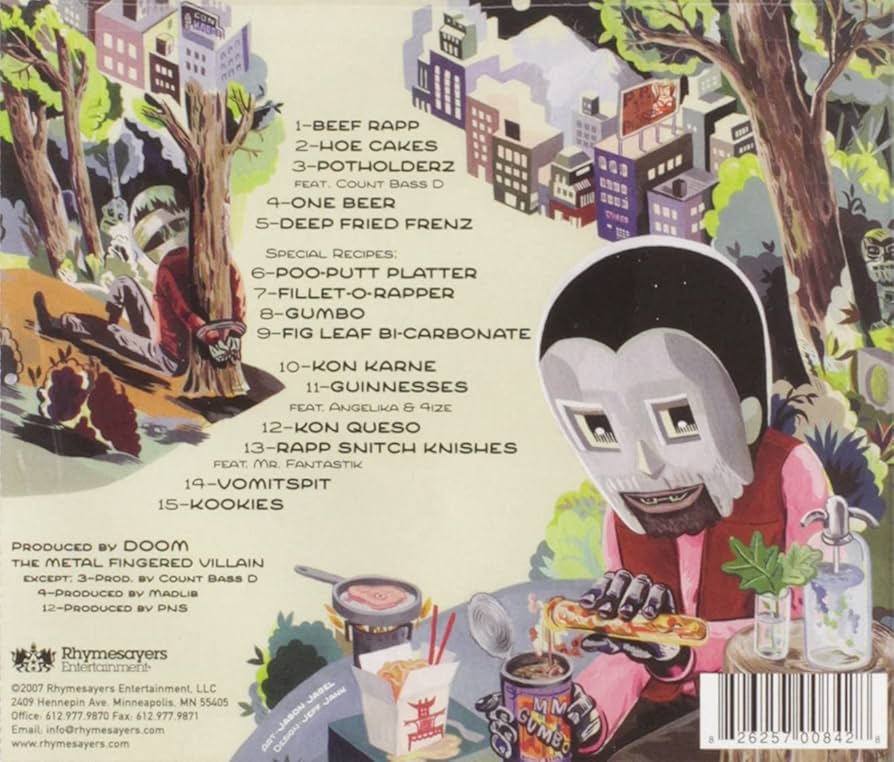 1-BEEF RAPP
2-HOE CAKES
3-POTHOLDERZ
FEAT. COUNT BASS D
4-ONE BEER
5-DEEP FRIED FRENZ
SPECIAL RECIPES:
6-POO-PUTT PLATTER
7-FILLET-O-RAPPER
8-GUMBO
9-FIG LEAF BI-CARBONATE
10-KON KARNE
11-GUINNESSES
FEAT. ANGELIKA & 4IZE
12-KON QUESO
13-RAPP SNITCH KNISHES
FEAT. MR. FANTASTIK
14-VOMITSPIT
15-KOOKIES
PRODUCED BY DOOM
THE METAL FINGERED VILLAIN
EXCEPT: 3-PROD. BY COUNT BASS D
4-PRODUCED BY MADLIB
12-PRODUCED BY PNS
Rhymesayers
Entertainment
©2007 Rhymesayers Entertainment, LLC
2409 Hennepin Ave. Minneapolis, MN 55405
Office: 612.977.9870 Fax: 612.977.9871
Email: info@rhymesayers.com
www.rhymesayers.com
ART-JASON JAGEL
DESIGN-JEFF JANK
MM..
GUMBO
8 26257 00842 8